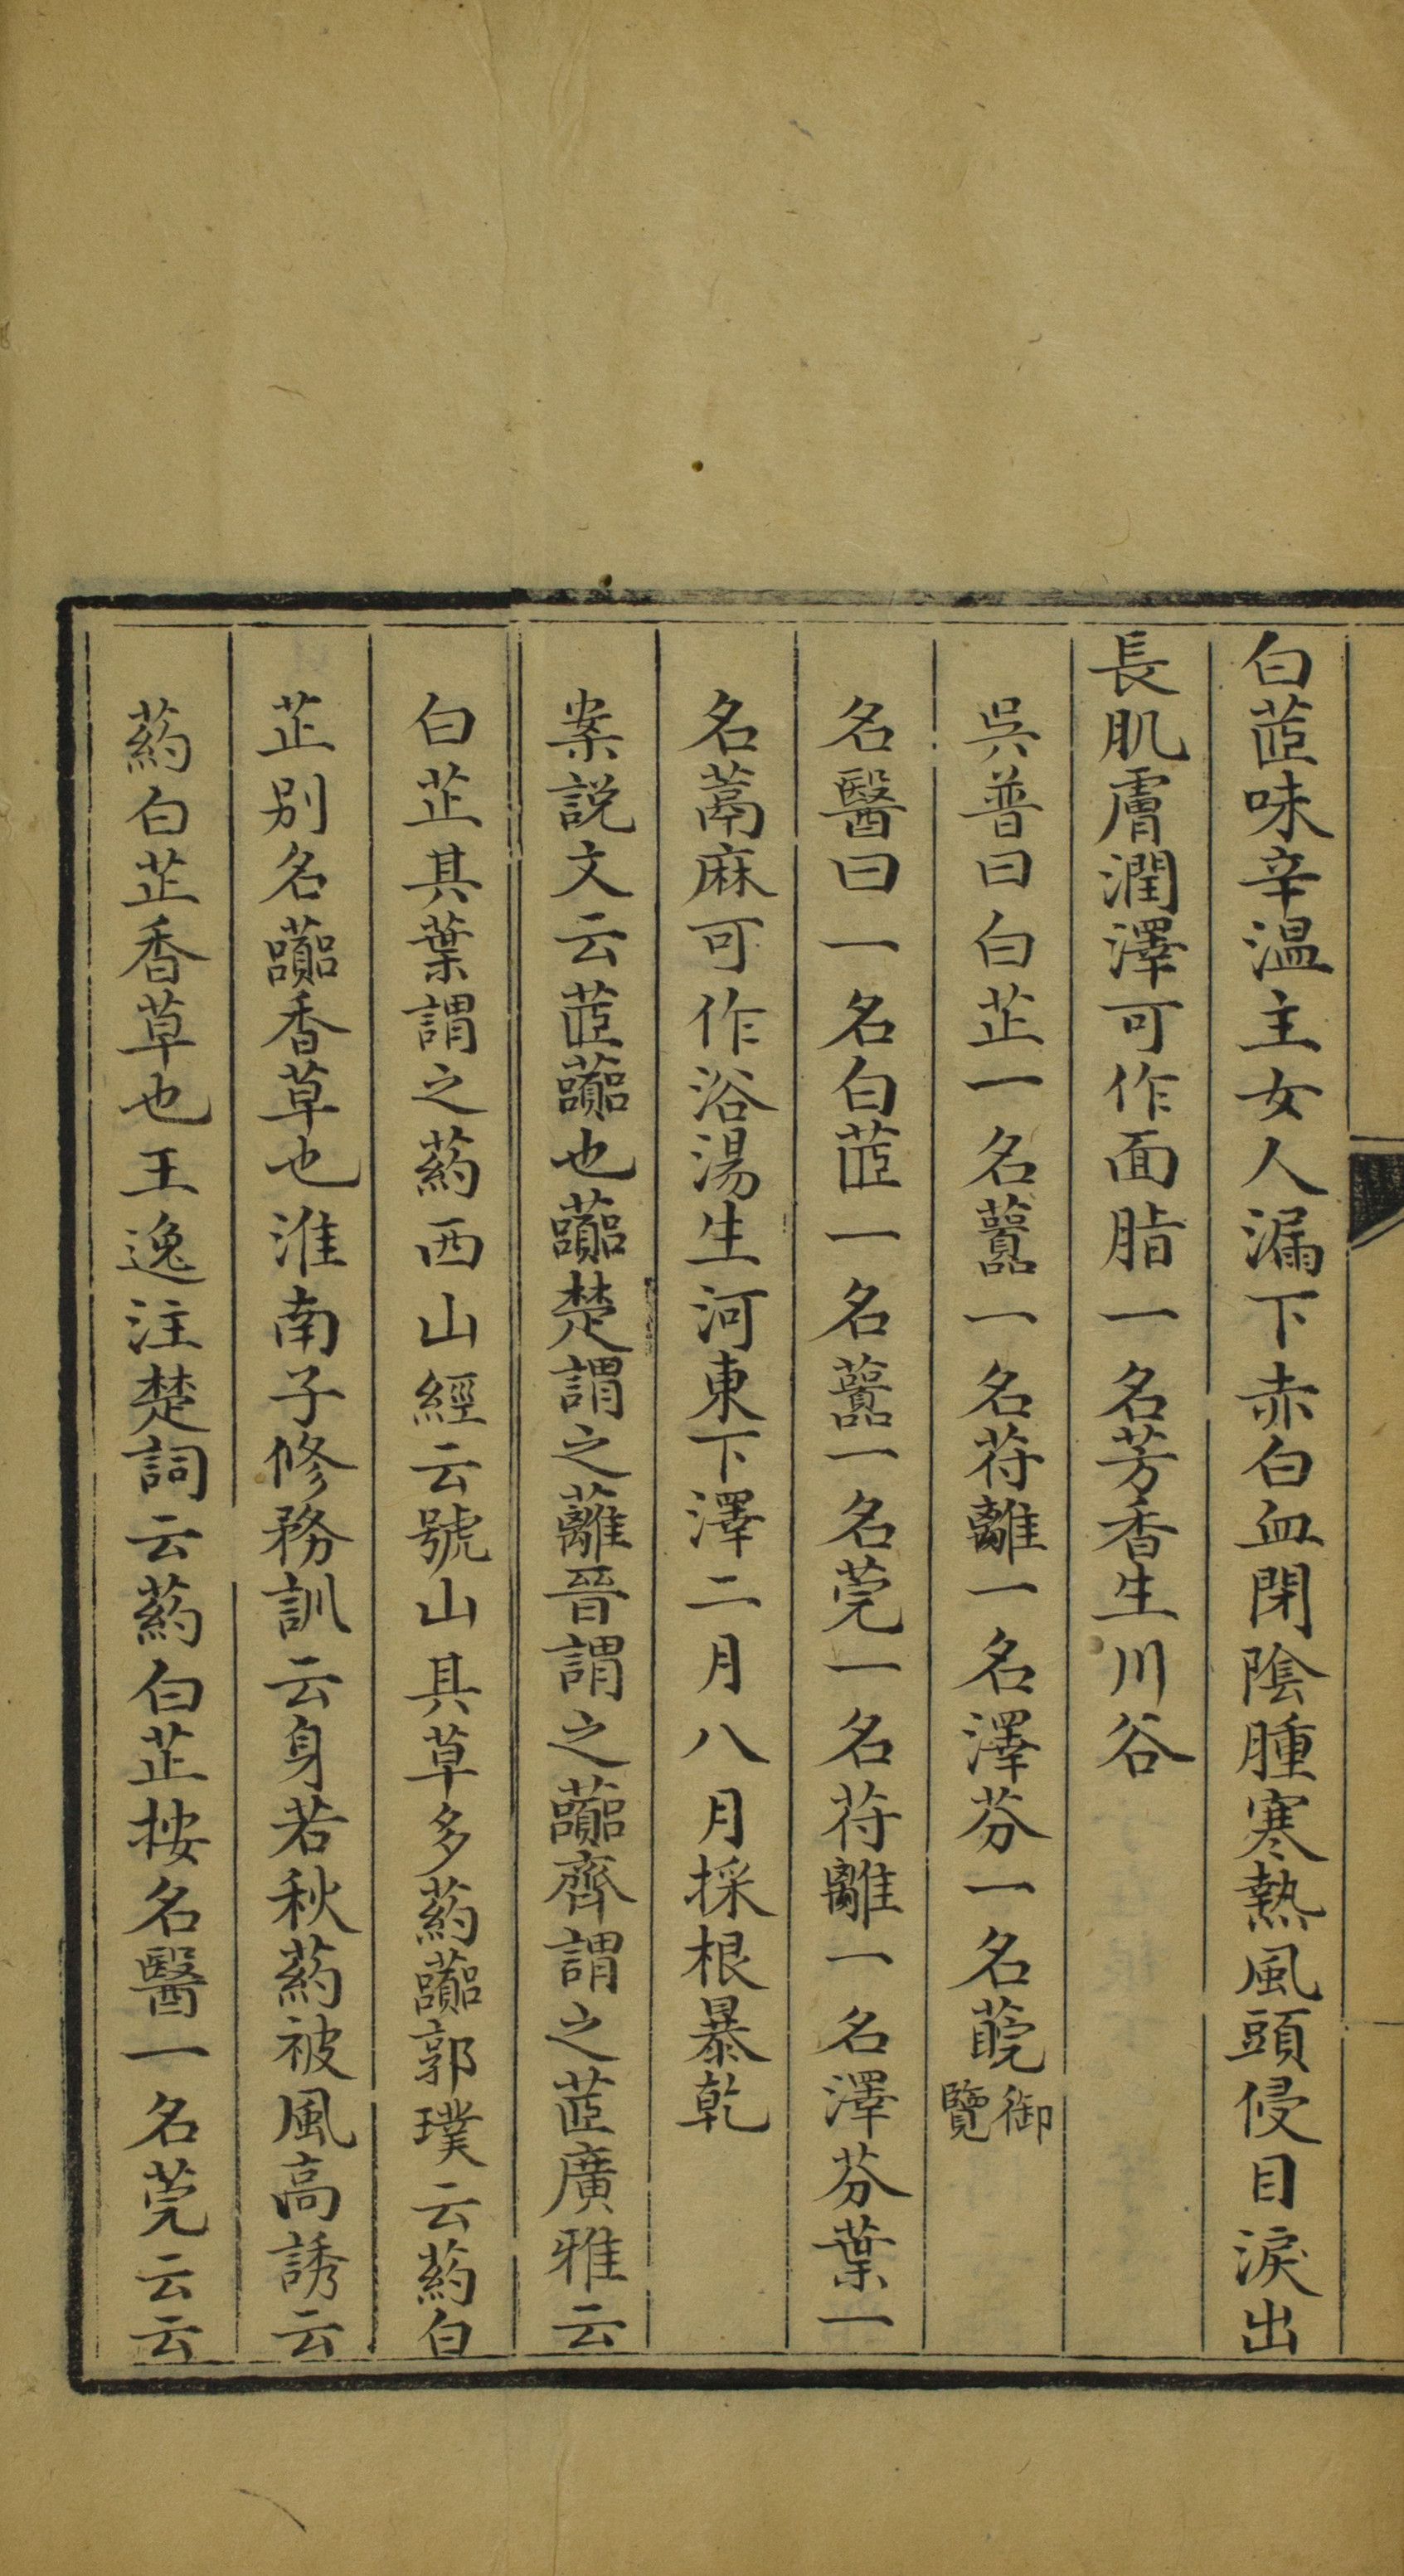 白茝味辛温主女人漏下赤白血閉陰腫寒熱風頭侵目淚出
長肌膚潤澤可作面脂一名芳香生川谷
吳普曰白芷一名虈一名苻離一名澤芬一名蒝御覽
名醫曰一名白茝一名虈一名莞一名苻離一名澤芬葉一
名蒚麻可作浴湯生河東下澤二月八月採根暴乾
案説文云茝虈也虈楚謂之蘺晉謂之虈齊謂之茝廣雅云
白芷其葉謂之葯西山經云號山其草多葯虈郭璞云葯白
芷别名虈香草也淮南子修務訓云身若秋葯被風高誘云
葯白芷香草也王逸注楚詞云葯白芷按名醫一名莞云云